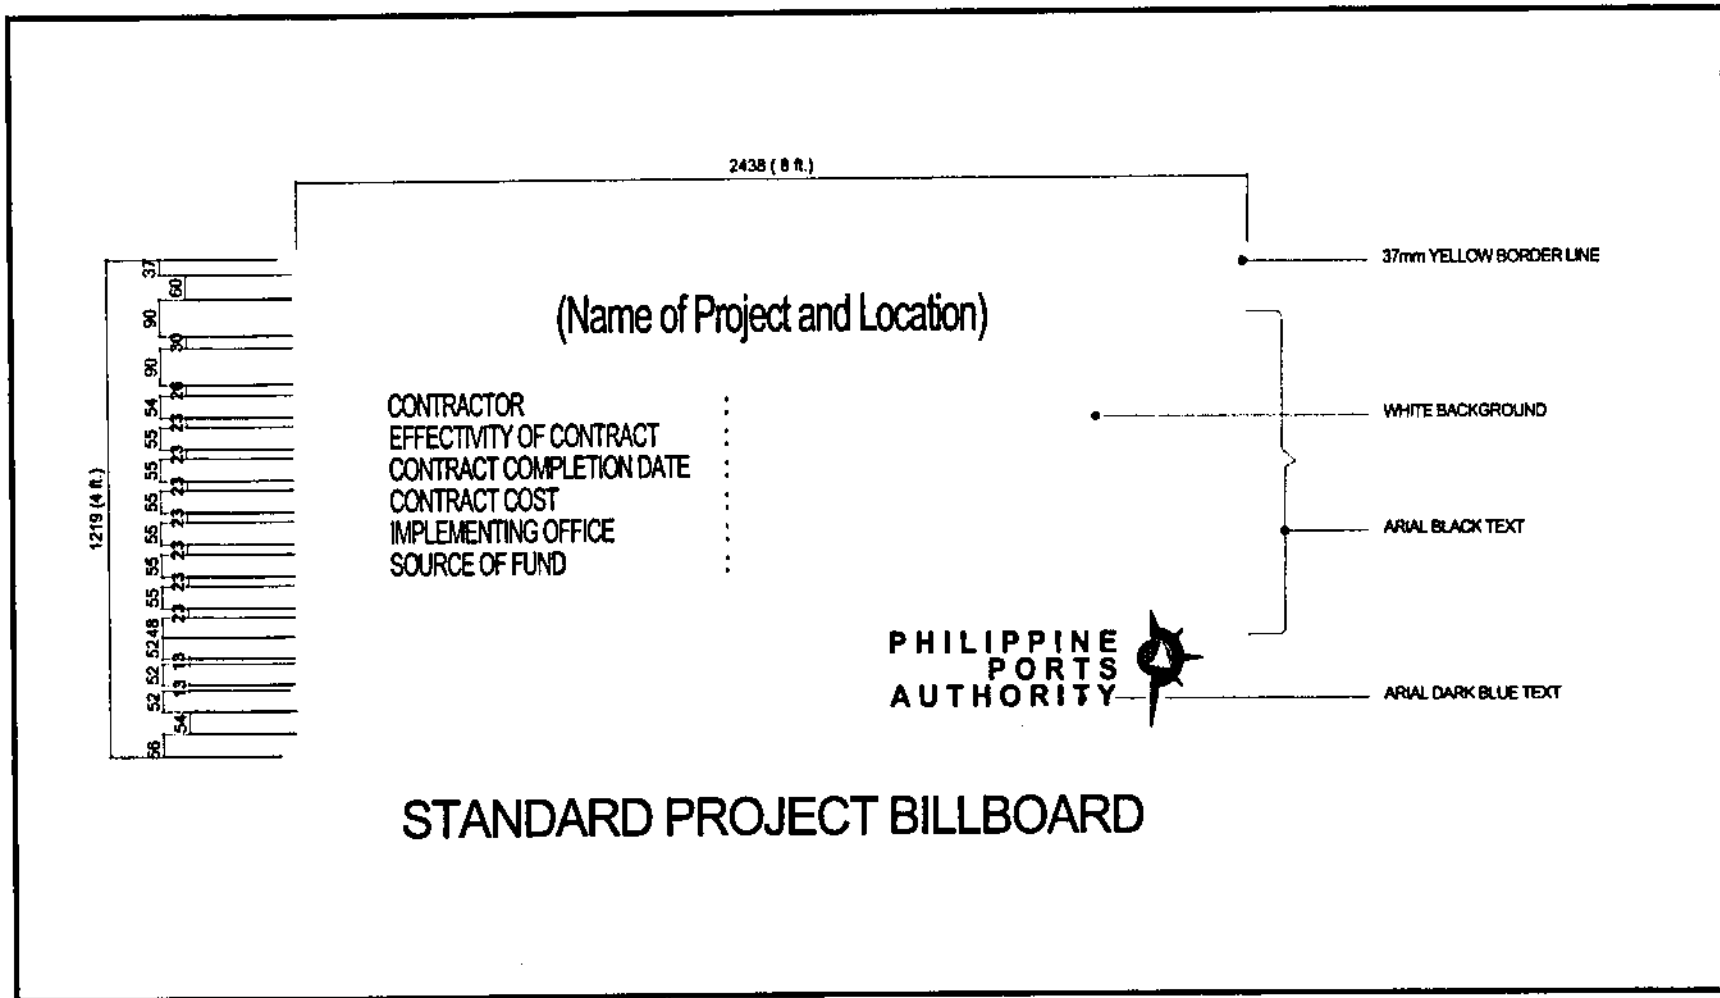 2438 ( 8 ft.)
37mm YELLOW BORDER LINE
37
60
(Name of Project and Location)
90
30
90
26
CONTRACTOR :
WHITE BACKGROUND
54
23
EFFECTIVITY OF CONTRACT :
55
23
CONTRACT COMPLETION DATE :
55
23
CONTRACT COST :
55
23
IMPLEMENTING OFFICE :
ARIAL BLACK TEXT
55
23
SOURCE OF FUND :
55
23
55
23
1219 (4 ft.)
48
52
13
52
13
52
54
56
PHILIPPINE
PORTS
AUTHORITY
ARIAL DARK BLUE TEXT
STANDARD PROJECT BILLBOARD